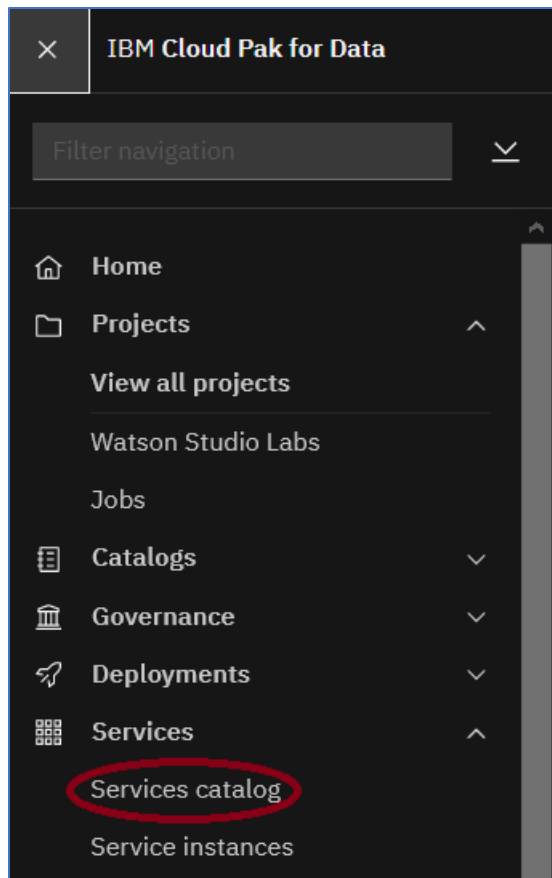 IBM Cloud Pak for Data
Filter navigation
Home
Projects
View all projects
Watson Studio Labs
Jobs
Catalogs
Governance
Deployments
Services
Services catalog
Service instances